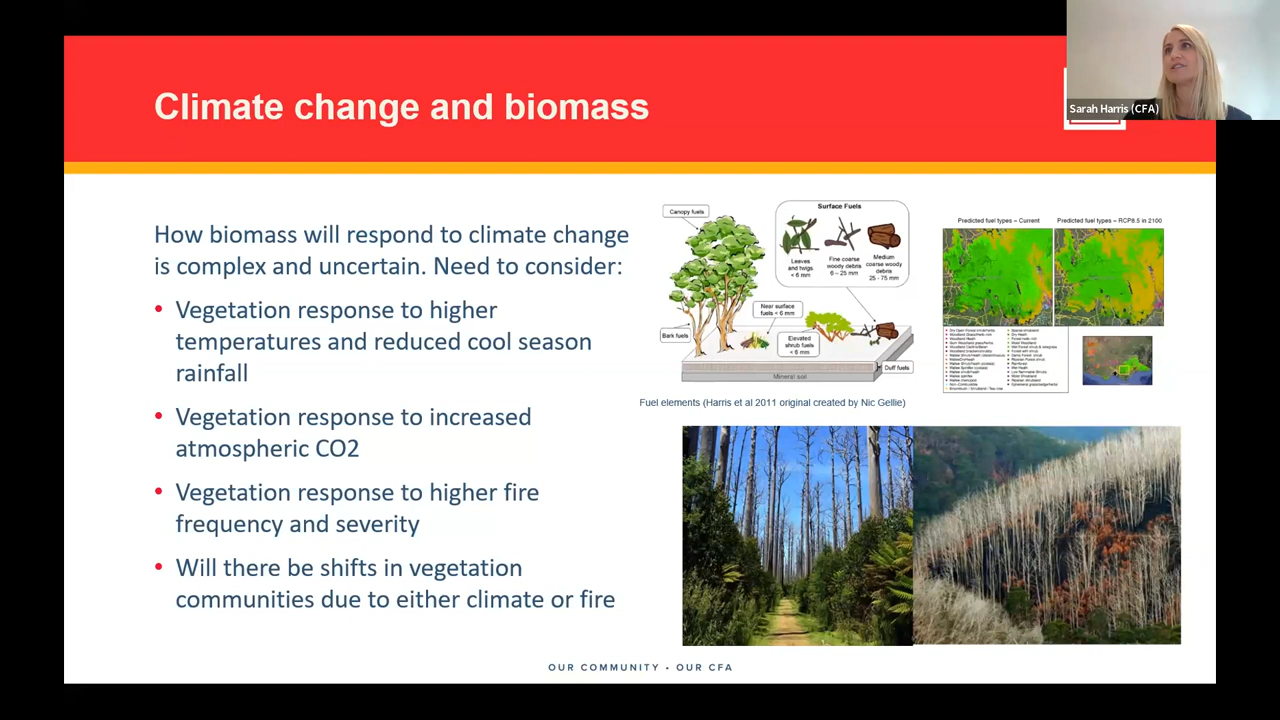 Climate change and biomass
Sarah Harris (CFA)
How biomass will respond to climate change
is complex and uncertain. Need to consider:
• Vegetation response to higher
temperatures and reduced cool season
rainfall
• Vegetation response to increased
atmospheric CO2
• Vegetation response to higher fire
frequency and severity
• Will there be shifts in vegetation
communities due to either climate or fire
Canopy fuels
Surface Fuels
Leaves
and twigs
< 6 mm
Fine coarse
woody debris
6 – 25 mm
Medium
coarse woody
debris
25 - 75 mm
Near surface
fuels < 6 mm
Bark fuels
Elevated
shrub fuels
< 6 mm
Duff fuels
Mineral soil
Fuel elements (Harris et al 2011 original created by Nic Gellie)
Predicted fuel types – Current
Predicted fuel types – RCP8.5 in 2100
OUR COMMUNITY • OUR CFA